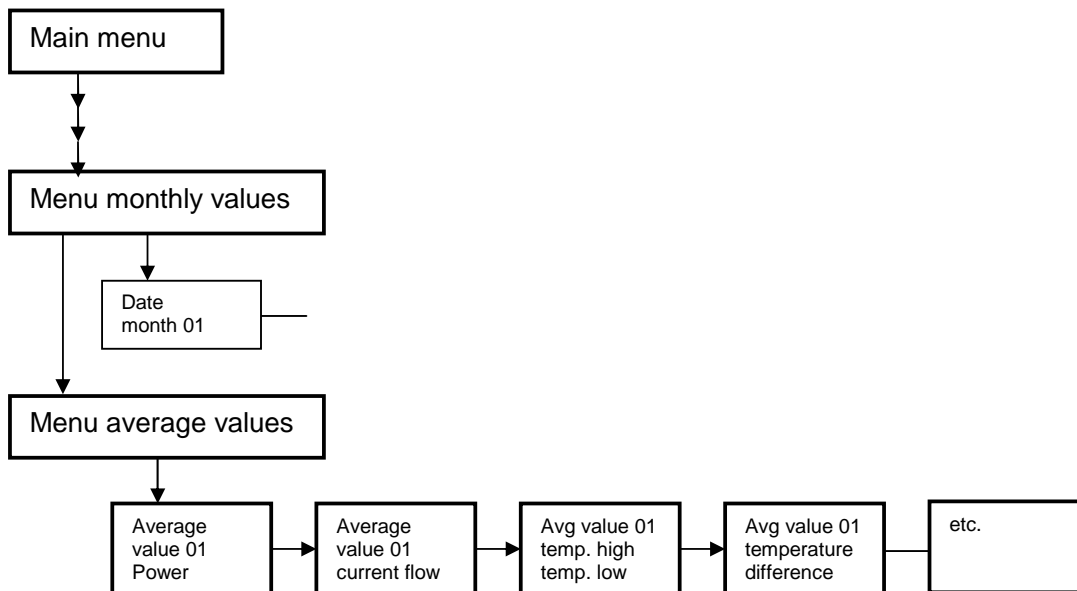 Main menu
Menu monthly values
Date
month 01
Menu average values
Average
value 01
Power
Average
value 01
current flow
Avg value 01
temp. high
temp. low
Avg value 01
temperature
difference
etc.